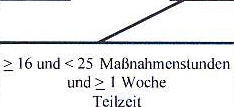 ≥ 16 und < 25 Maßnahmenstunden
und ≥ 1 Woche
Teilzeit